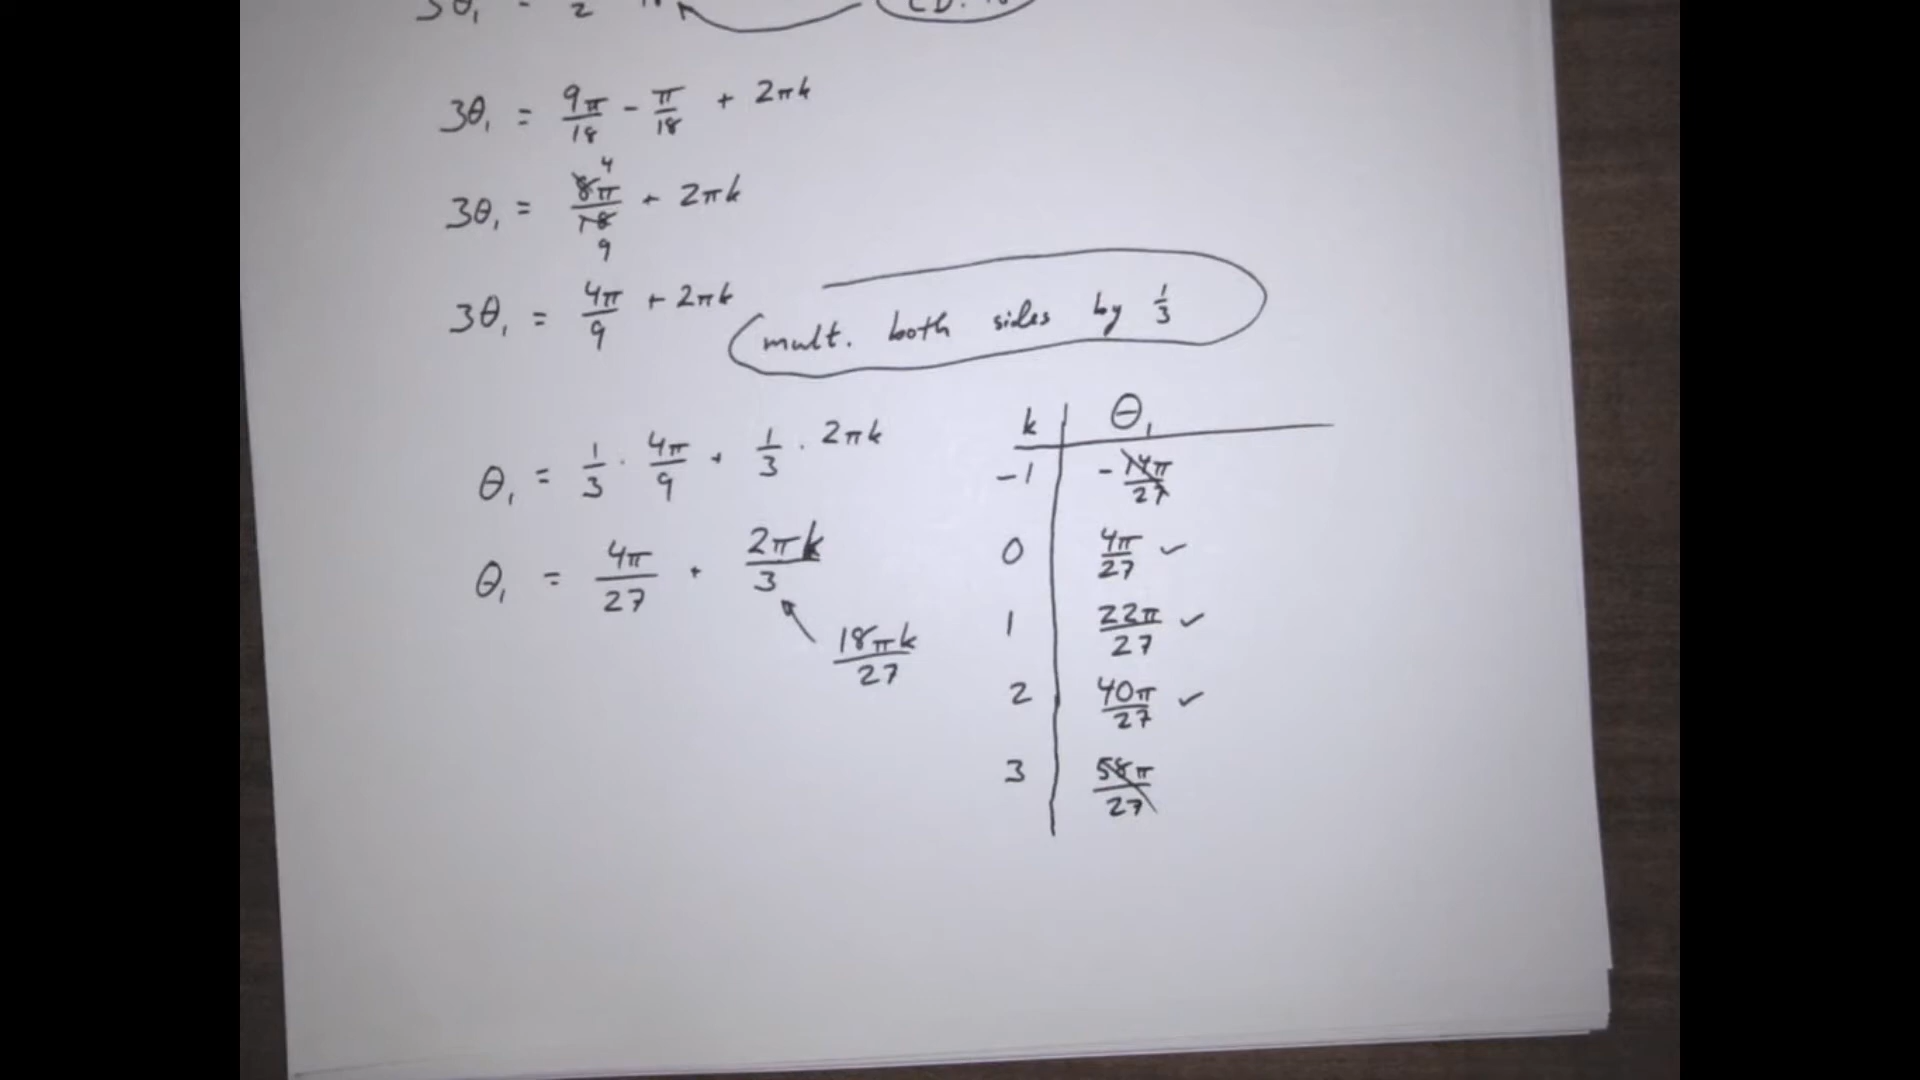 3θ₁ = 9π/18 - π/18 + 2πk
3θ₁ = 8π/18 + 2πk
4
9
3θ₁ = 4π/9 + 2πk
mult. both sides by 1/3
θ₁ = 1/3 · 4π/9 + 1/3 · 2πk
θ₁ = 4π/27 + 2πk/3
18πk/27
k θ₁
-1 -14π/27
0 4π/27 ✓
1 22π/27 ✓
2 40π/27 ✓
3 58π/27